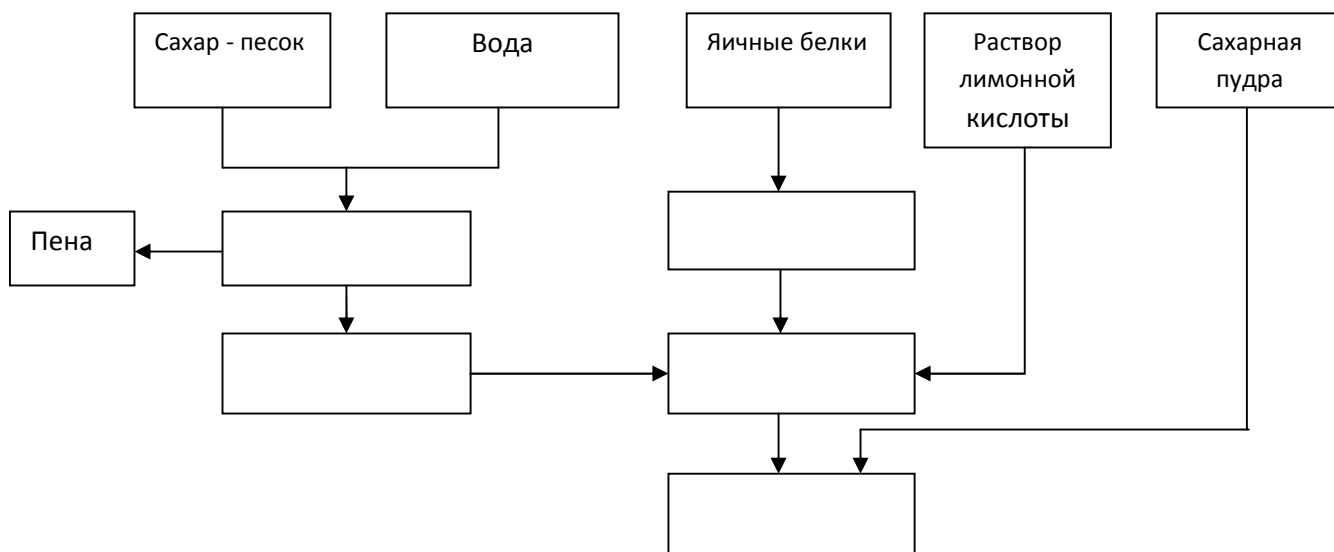 Сахар - песок
Вода
Яичные белки
Раствор
лимонной
кислоты
Сахарная
пудра
Пена